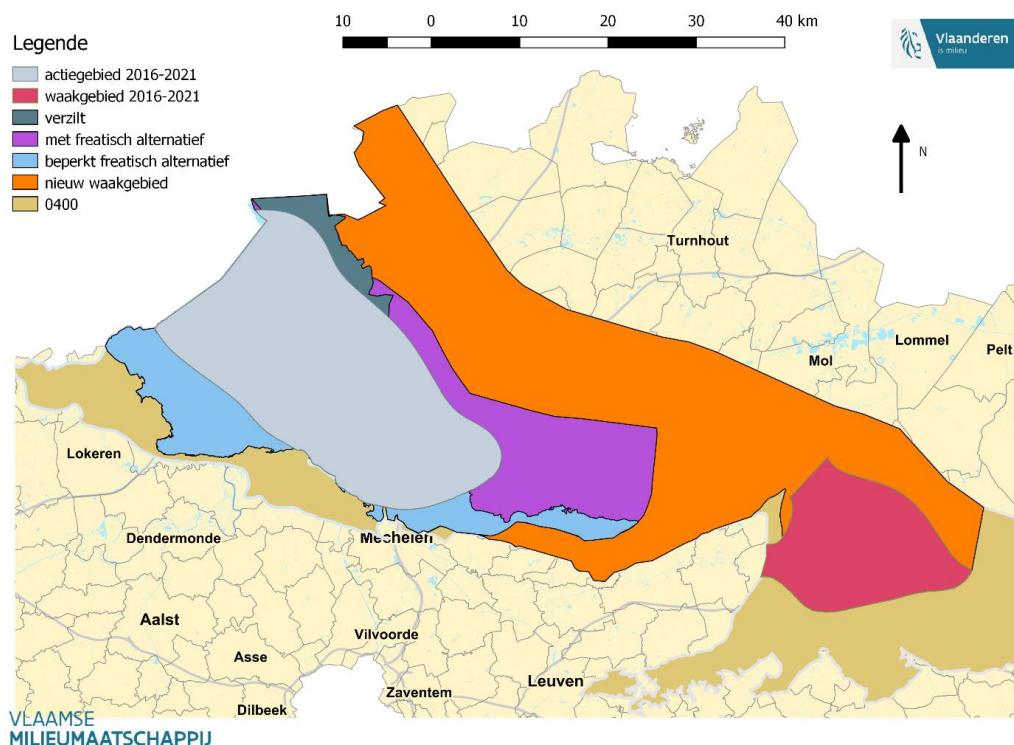 10 0 10 20 30 40 km
Vlaanderen
is milieu
Legende
actiegebied 2016-2021
waakgebied 2016-2021
verzilt
met freatisch alternatief
beperkt freatisch alternatief
nieuw waakgebied
0400
N
Turnhout
Lommel
Mol
Pelt
Lokeren
Dendermonde
Mechelen
Aalst
Vilvoorde
Asse
Leuven
Zaventem
Dilbeek
VLAAMSE
MILIEUMAATSCHAPPIJ